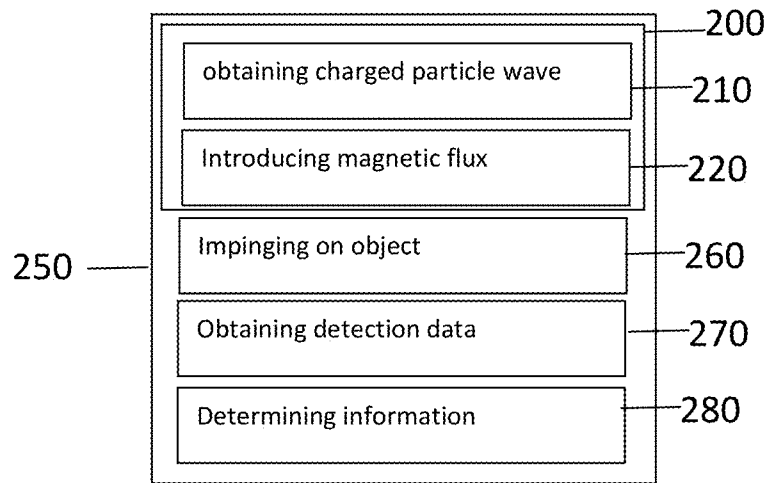 200
obtaining charged particle wave
210
Introducing magnetic flux
220
Impinging on object
260
250
Obtaining detection data
270
Determining information
280